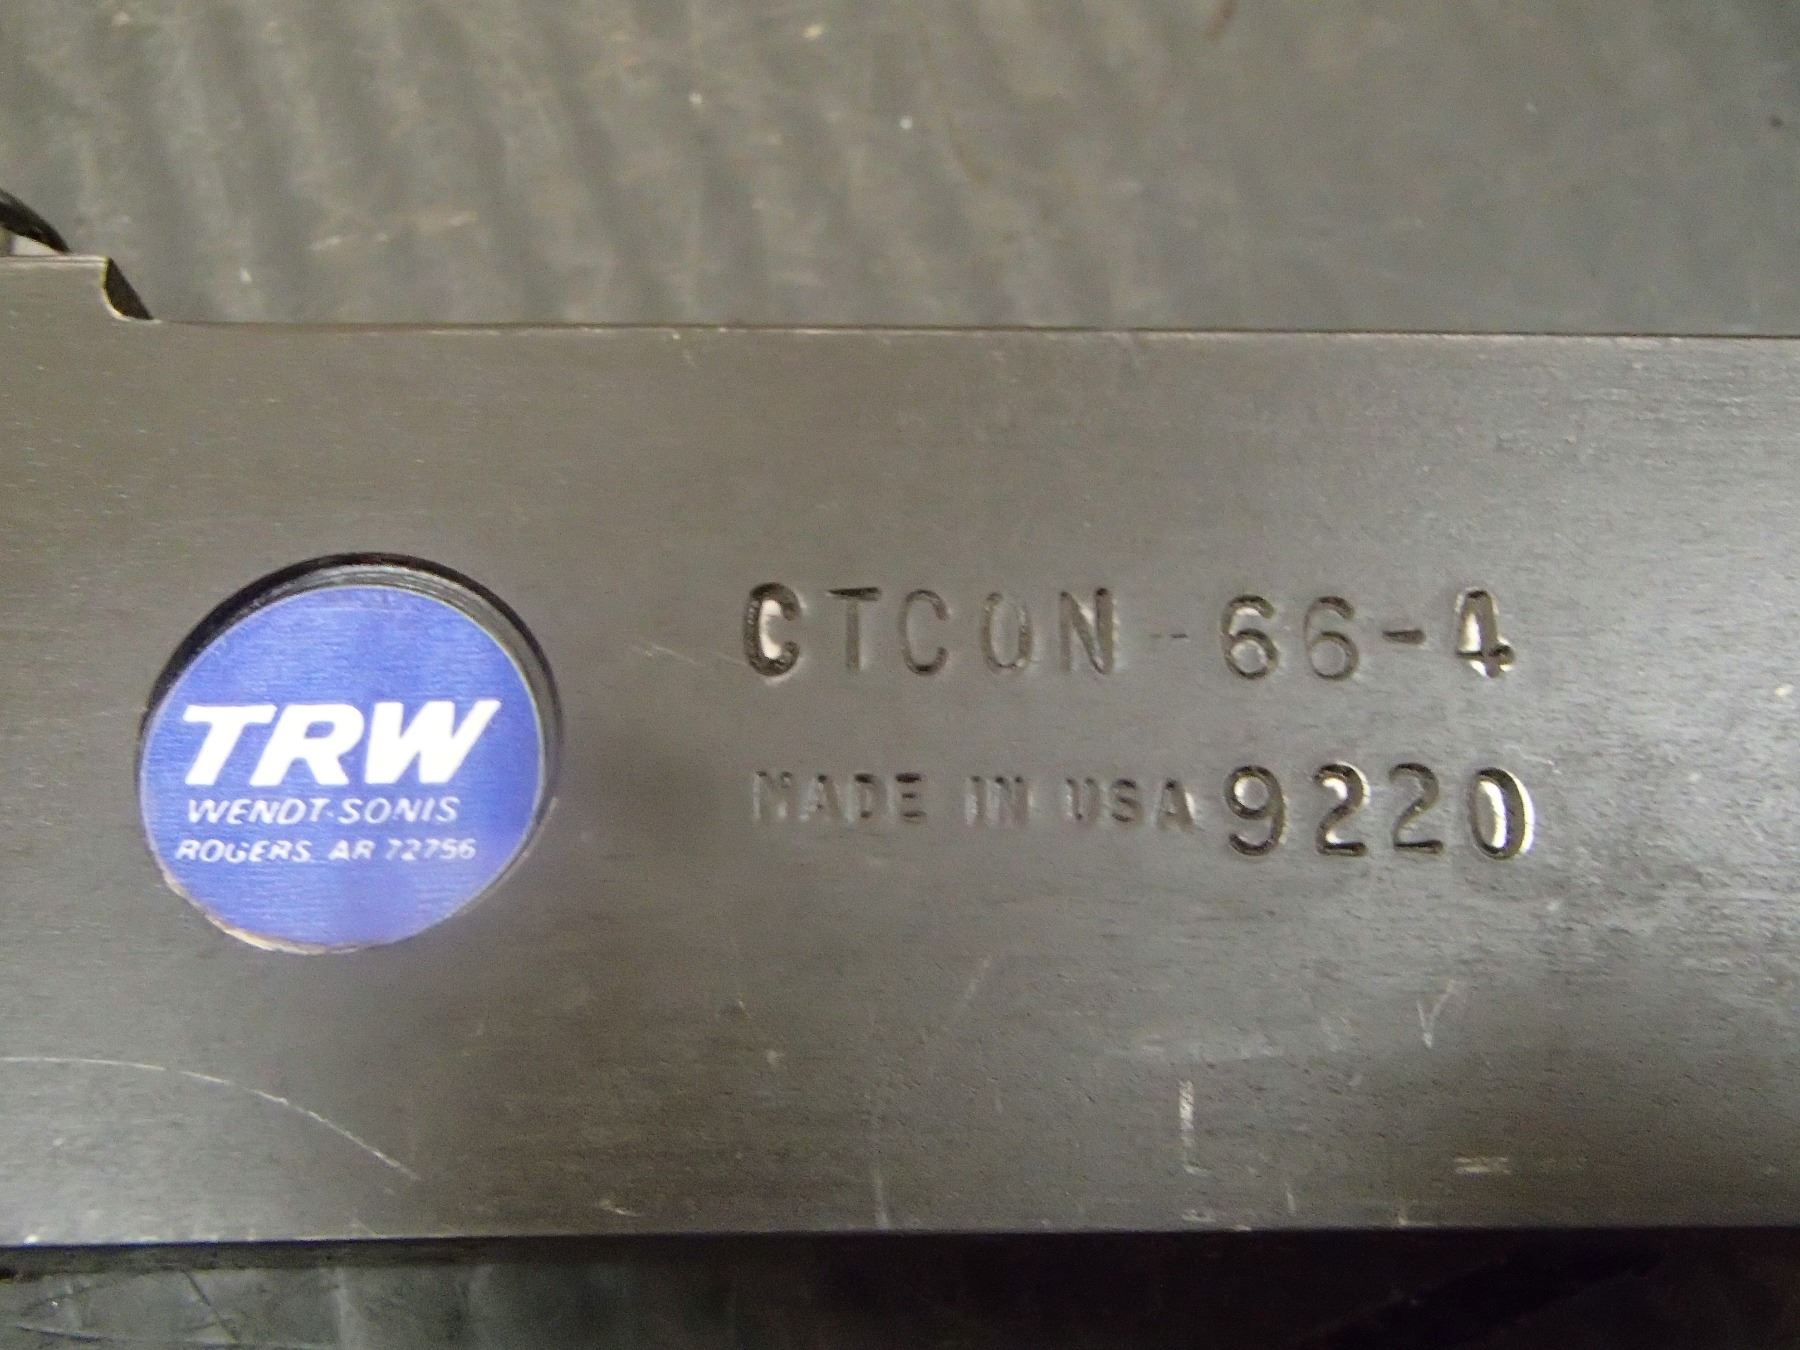 TRW
WENDT-SONIS
ROGERS AR 72756
CTCON-66-4
MADE IN USA 9220